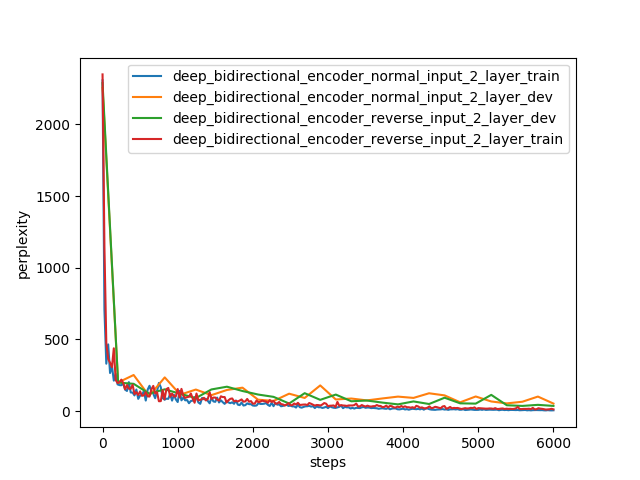 deep_bidirectional_encoder_normal_input_2_layer_train
deep_bidirectional_encoder_normal_input_2_layer_dev
deep_bidirectional_encoder_reverse_input_2_layer_dev
deep_bidirectional_encoder_reverse_input_2_layer_train
2000
1500
1000
500
0
perplexity
0 1000 2000 3000 4000 5000 6000
steps